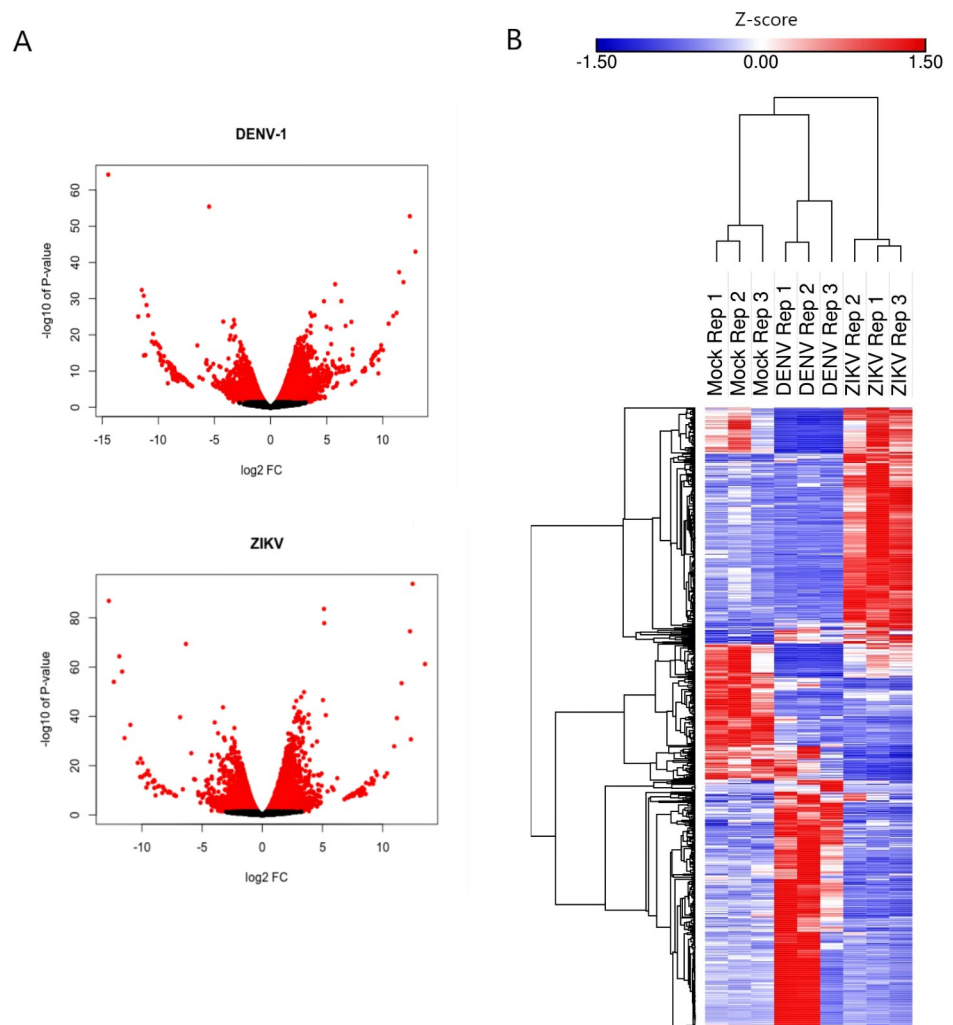 A
B
Z-score
-1.50 0.00 1.50
DENV-1
-log10 of P-value
60
50
40
30
20
10
0
-15 -10 -5 0 5 10
log2 FC
ZIKV
-log10 of P-value
80
60
40
20
0
-10 -5 0 5 10
log2 FC
Mock Rep 1
Mock Rep 2
Mock Rep 3
DENV Rep 1
DENV Rep 2
DENV Rep 3
ZIKV Rep 2
ZIKV Rep 1
ZIKV Rep 3